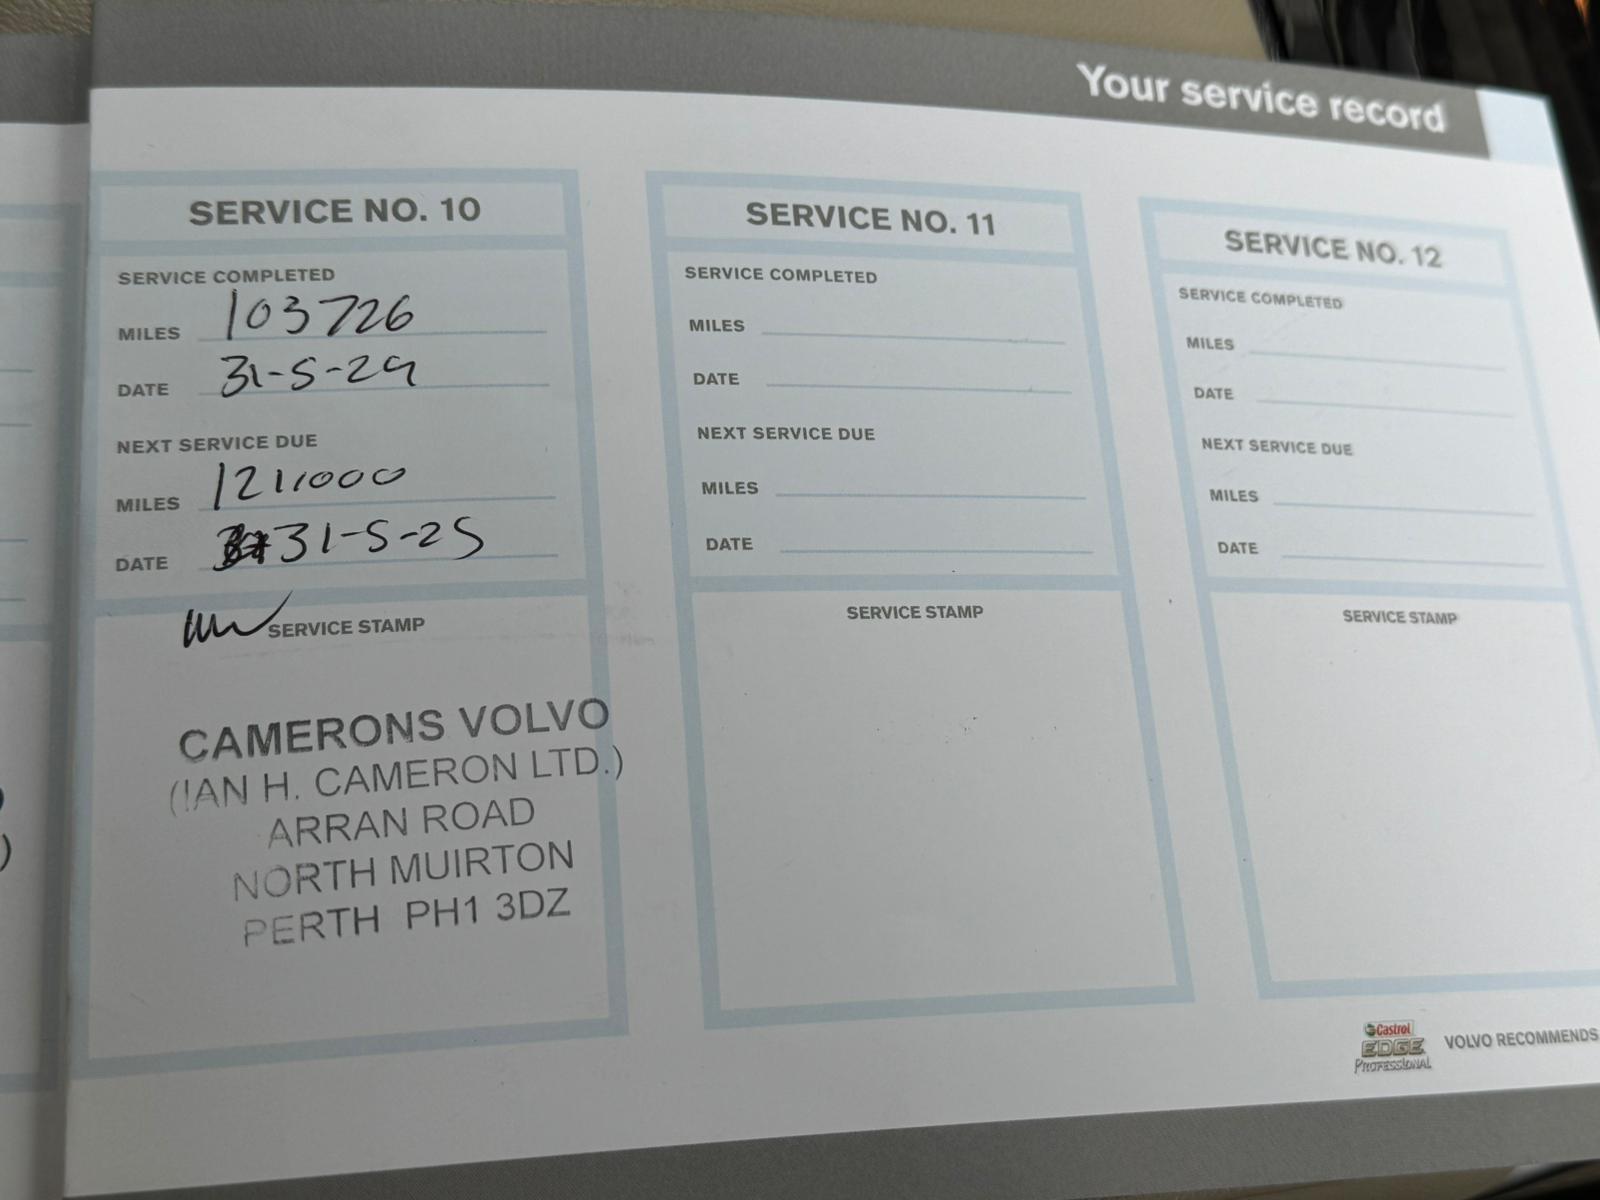 Your service record
SERVICE NO. 10
SERVICE COMPLETED
MILES 103726
DATE 31-5-24
NEXT SERVICE DUE
MILES 121,000
DATE 31-5-25
SERVICE STAMP
CAMERONS VOLVO
(IAN H. CAMERON LTD.)
ARRAN ROAD
NORTH MUIRTON
PERTH PH1 3DZ
SERVICE NO. 11
SERVICE COMPLETED
MILES
DATE
NEXT SERVICE DUE
MILES
DATE
SERVICE STAMP
SERVICE NO. 12
SERVICE COMPLETED
MILES
DATE
NEXT SERVICE DUE
MILES
DATE
SERVICE STAMP
Castrol
EDGE
PROFESSIONAL
VOLVO RECOMMENDS